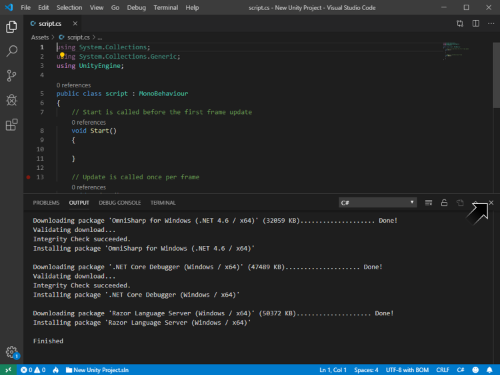 File Edit Selection View Go Debug Terminal Help script.cs - New Unity Project - Visual Studio Code
script.cs
Assets > script.cs > ...
1 using System.Collections;
2 using System.Collections.Generic;
3 using UnityEngine;
4
0 references
5 public class script : MonoBehaviour
6 {
7 // Start is called before the first frame update
0 references
8 void Start()
9 {
10
11 }
12
13 // Update is called once per frame
0 references
PROBLEMS OUTPUT DEBUG CONSOLE TERMINAL C#
Downloading package 'OmniSharp for Windows (.NET 4.6 / x64)' (32059 KB).................... Done!
Validating download...
Integrity Check succeeded.
Installing package 'OmniSharp for Windows (.NET 4.6 / x64)'
Downloading package '.NET Core Debugger (Windows / x64)' (47489 KB).................... Done!
Validating download...
Integrity Check succeeded.
Installing package '.NET Core Debugger (Windows / x64)'
Downloading package 'Razor Language Server (Windows / x64)' (50372 KB).................... Done!
Installing package 'Razor Language Server (Windows / x64)'
Finished
0 0 New Unity Project.sln Ln 1, Col 1 Spaces: 4 UTF-8 with BOM CRLF C#